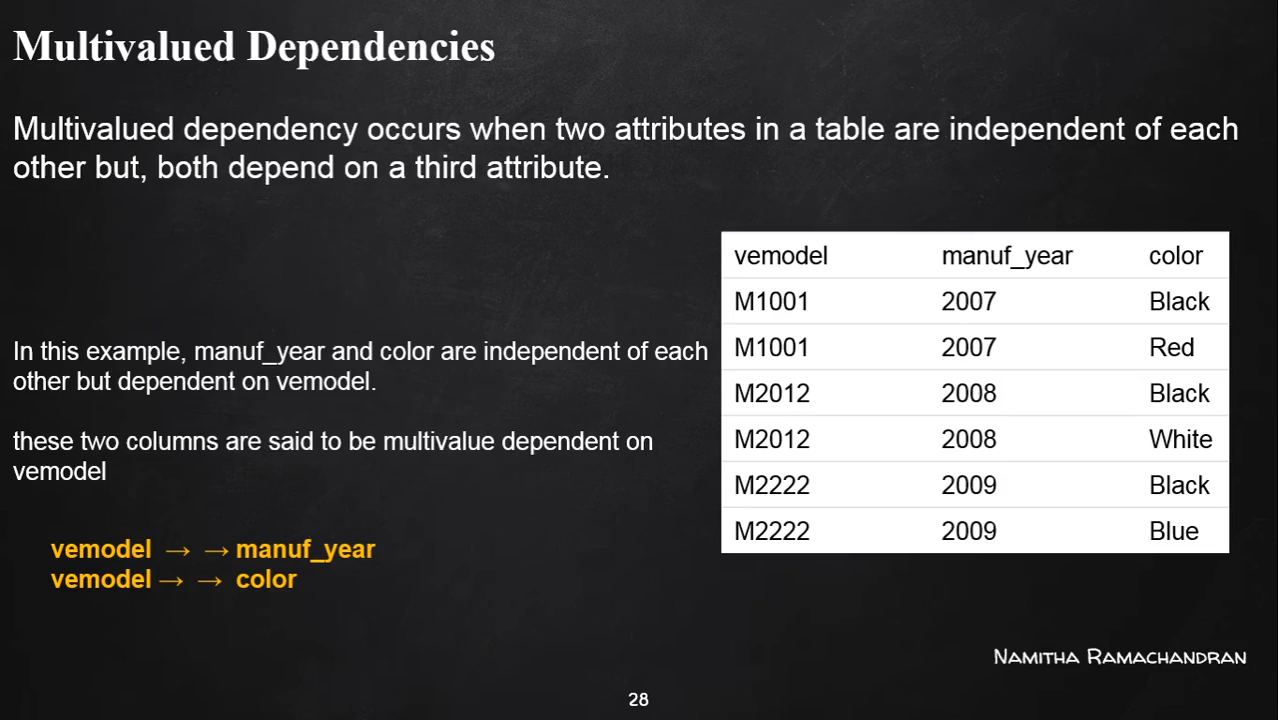 Multivalued Dependencies
Multivalued dependency occurs when two attributes in a table are independent of each
other but, both depend on a third attribute.
In this example, manuf_year and color are independent of each
other but dependent on vemodel.
these two columns are said to be multivalue dependent on
vemodel
vemodel → → manuf_year
vemodel → → color
vemodel manuf_year color
M1001 2007 Black
M1001 2007 Red
M2012 2008 Black
M2012 2008 White
M2222 2009 Black
M2222 2009 Blue
Namitha Ramachandran
28